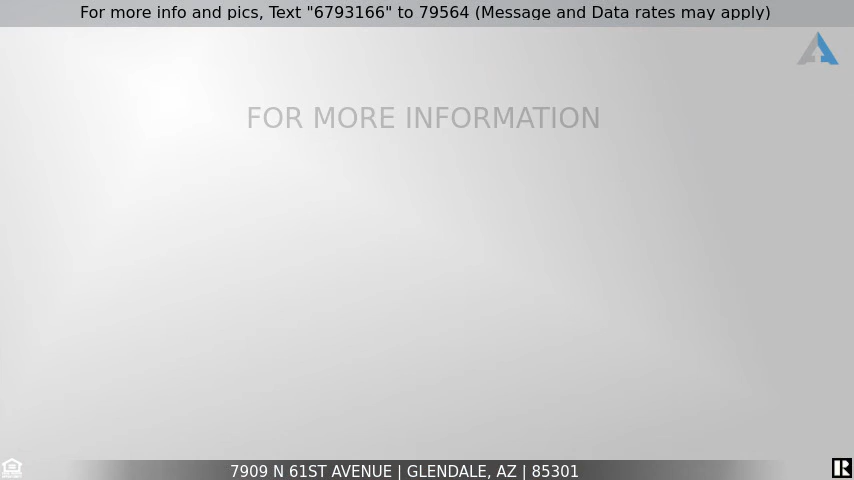 For more info and pics, Text "6793166" to 79564 (Message and Data rates may apply)
FOR MORE INFORMATION
7909 N 61ST AVENUE | GLENDALE, AZ | 85301